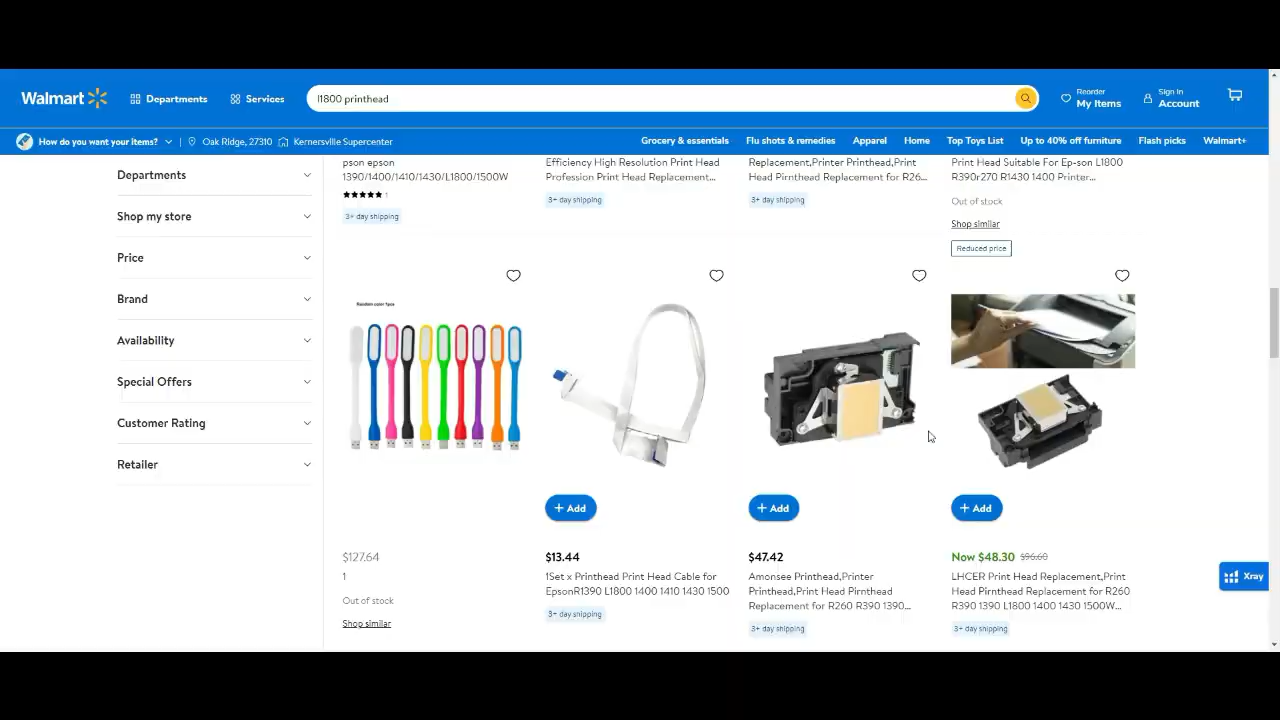 Walmart
Departments
Services
l1800 printhead
Reorder
My Items
Sign In
Account
How do you want your items?
Oak Ridge, 27310
Kernersville Supercenter
Grocery & essentials
Flu shots & remedies
Apparel
Home
Top Toys List
Up to 40% off furniture
Flash picks
Walmart+
Departments
Shop my store
Price
Brand
Availability
Special Offers
Customer Rating
Retailer
pson epson
1390/1400/1410/1430/L1800/1500W
1
3+ day shipping
Efficiency High Resolution Print Head
Profession Print Head Replacement...
3+ day shipping
Replacement,Printer Printhead,Print
Head Pirnthead Replacement for R26...
3+ day shipping
Print Head Suitable For Ep-son L1800
R390r270 R1430 1400 Printer...
Out of stock
Shop similar
Reduced price
Random color 1pcs
$127.64
1
Out of stock
Shop similar
+ Add
$13.44
1Set x Printhead Print Head Cable for
EpsonR1390 L1800 1400 1410 1430 1500
3+ day shipping
+ Add
$47.42
Amonsee Printhead,Printer
Printhead,Print Head Pirnthead
Replacement for R260 R390 1390...
3+ day shipping
+ Add
Now $48.30 $96.60
LHCER Print Head Replacement,Print
Head Pirnthead Replacement for R260
R390 1390 L1800 1400 1430 1500W...
3+ day shipping
Xray